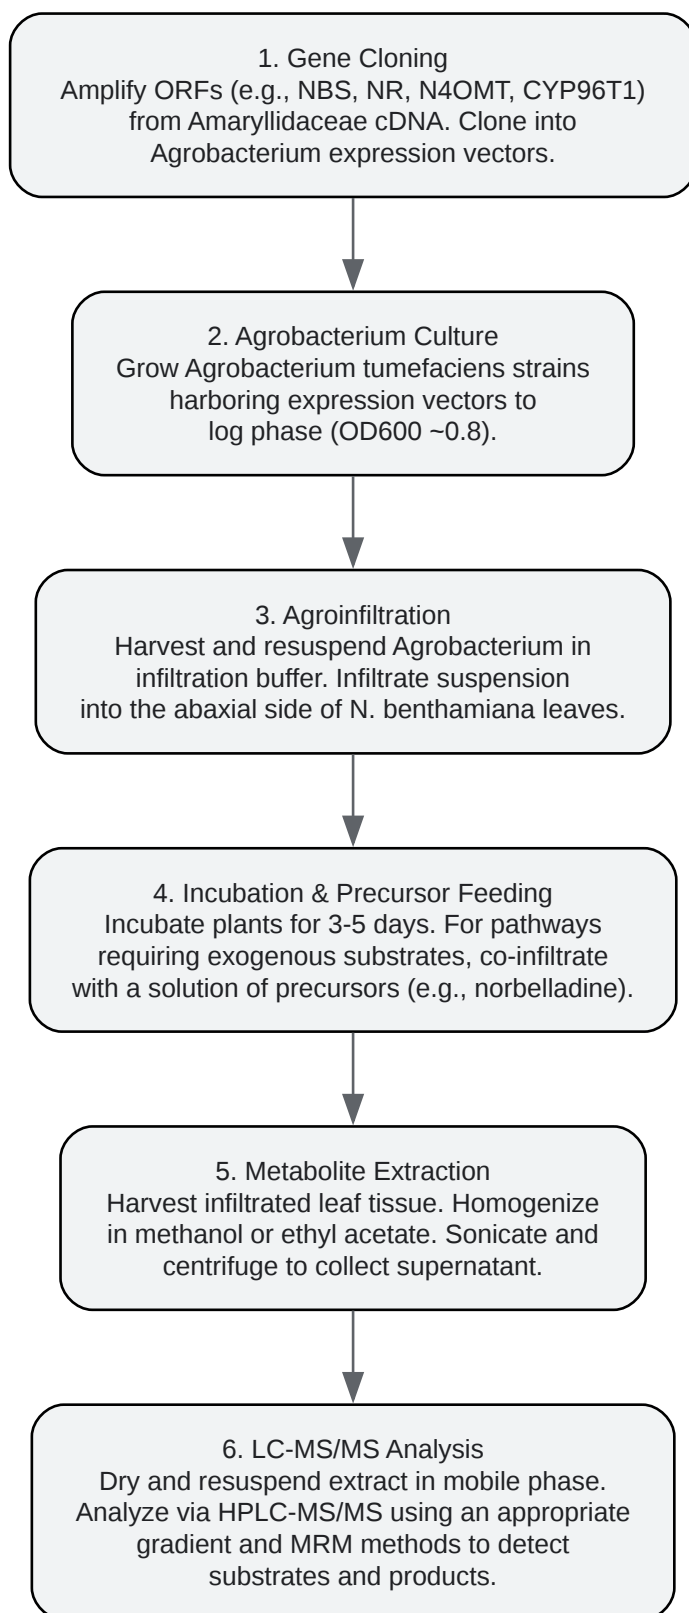 1. Gene Cloning
Amplify ORFs (e.g., NBS, NR, N4OMT, CYP96T1)
from Amaryllidaceae cDNA. Clone into
Agrobacterium expression vectors.
2. Agrobacterium Culture
Grow Agrobacterium tumefaciens strains
harboring expression vectors to
log phase (OD600 ~0.8).
3. Agroinfiltration
Harvest and resuspend Agrobacterium in
infiltration buffer. Infiltrate suspension
into the abaxial side of N. benthamiana leaves.
4. Incubation & Precursor Feeding
Incubate plants for 3-5 days. For pathways
requiring exogenous substrates, co-infiltrate
with a solution of precursors (e.g., norbelladine).
5. Metabolite Extraction
Harvest infiltrated leaf tissue. Homogenize
in methanol or ethyl acetate. Sonicate and
centrifuge to collect supernatant.
6. LC-MS/MS Analysis
Dry and resuspend extract in mobile phase.
Analyze via HPLC-MS/MS using an appropriate
gradient and MRM methods to detect
substrates and products.